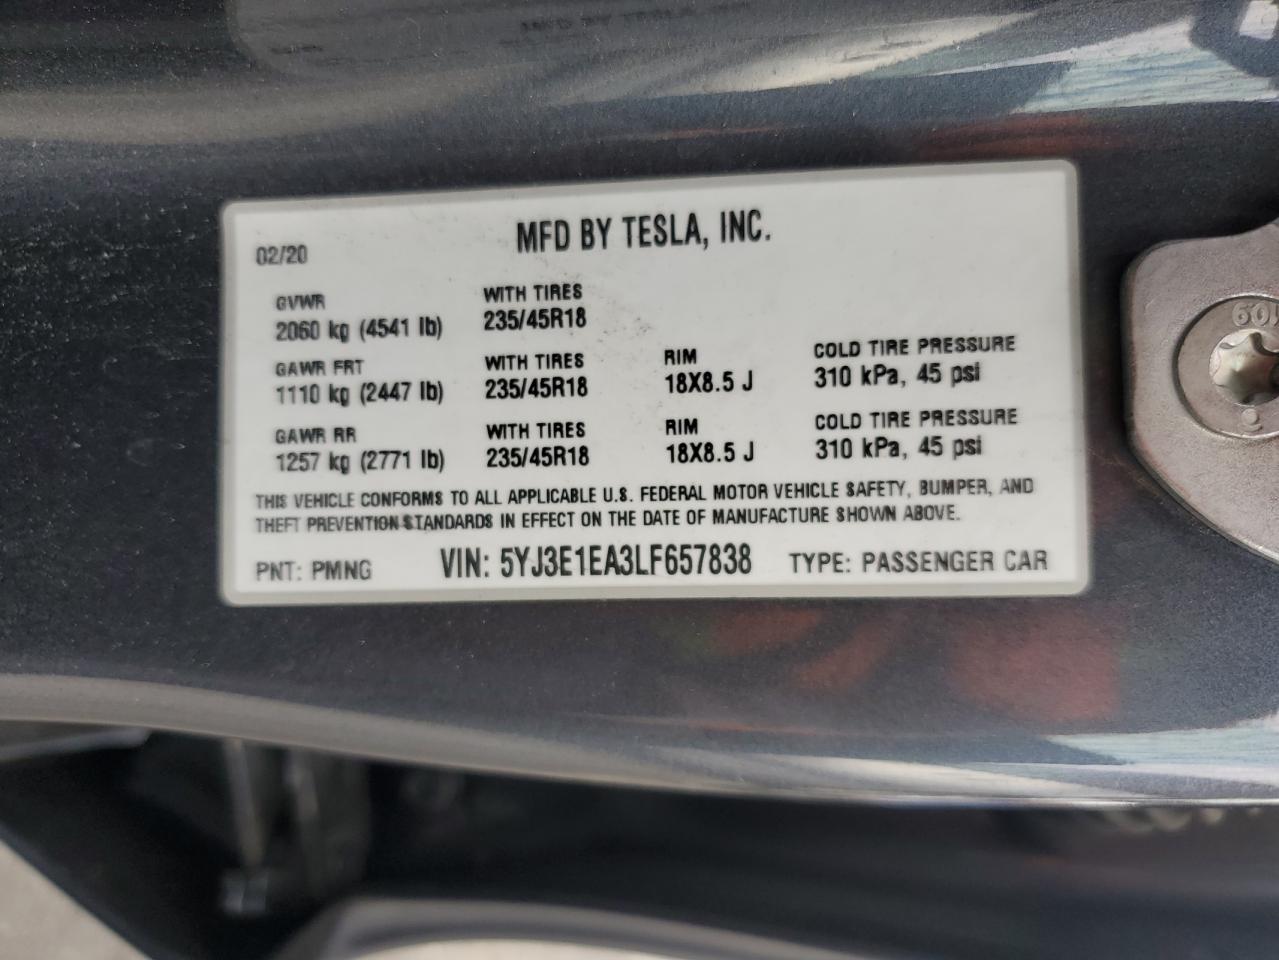 MFD BY TESLA, INC.
02/20
GVWR
2060 kg (4541 lb)
WITH TIRES
235/45R18
GAWR FRT
1110 kg (2447 lb)
WITH TIRES
235/45R18
RIM
18X8.5 J
COLD TIRE PRESSURE
310 kPa, 45 psi
GAWR RR
1257 kg (2771 lb)
WITH TIRES
235/45R18
RIM
18X8.5 J
COLD TIRE PRESSURE
310 kPa, 45 psi
THIS VEHICLE CONFORMS TO ALL APPLICABLE U.S. FEDERAL MOTOR VEHICLE SAFETY, BUMPER, AND
THEFT PREVENTION STANDARDS IN EFFECT ON THE DATE OF MANUFACTURE SHOWN ABOVE.
PNT: PMNG
VIN: 5YJ3E1EA3LF657838
TYPE: PASSENGER CAR